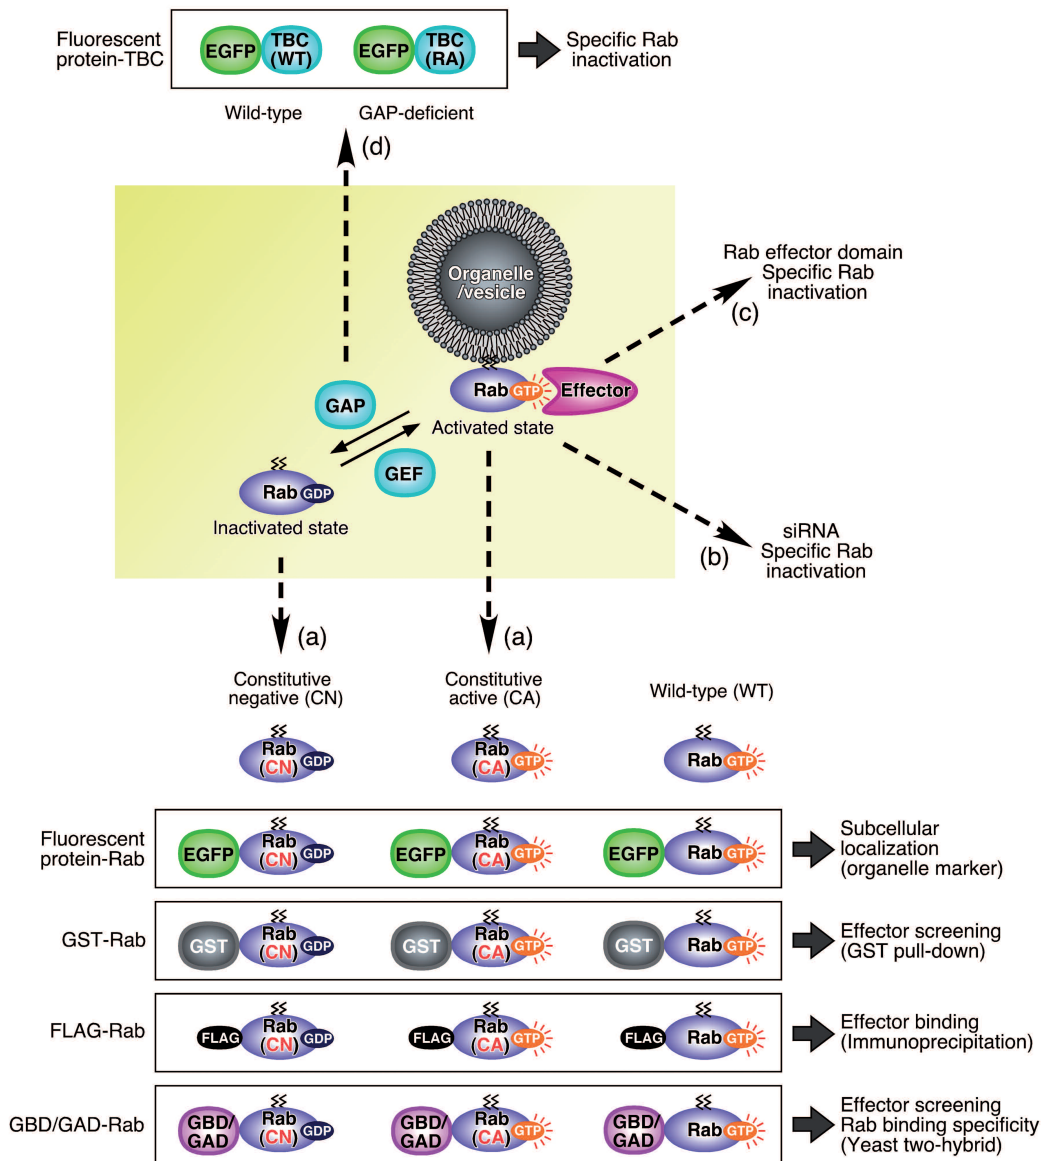 Fluorescent
protein-TBC
EGFP
TBC
(WT)
EGFP
TBC
(RA)
Specific Rab
inactivation
Wild-type
GAP-deficient
(d)
Organelle
/vesicle
Rab effector domain
Specific Rab
inactivation
(c)
Rab
GTP
Effector
GAP
Activated state
GEF
Rab
GDP
Inactivated state
siRNA
Specific Rab
inactivation
(b)
(a)
(a)
Constitutive
negative (CN)
Constitutive
active (CA)
Wild-type (WT)
Rab
(CN)
GDP
Rab
(CA)
GTP
Rab
GTP
Fluorescent
protein-Rab
EGFP
Rab
(CN)
GDP
EGFP
Rab
(CA)
GTP
EGFP
Rab
GTP
Subcellular
localization
(organelle marker)
GST-Rab
GST
Rab
(CN)
GDP
GST
Rab
(CA)
GTP
GST
Rab
GTP
Effector screening
(GST pull-down)
FLAG-Rab
FLAG
Rab
(CN)
GDP
FLAG
Rab
(CA)
GTP
FLAG
Rab
GTP
Effector binding
(Immunoprecipitation)
GBD/GAD-Rab
GBD/
GAD
Rab
(CN)
GDP
GBD/
GAD
Rab
(CA)
GTP
GBD/
GAD
Rab
GTP
Effector screening
Rab binding specificity
(Yeast two-hybrid)